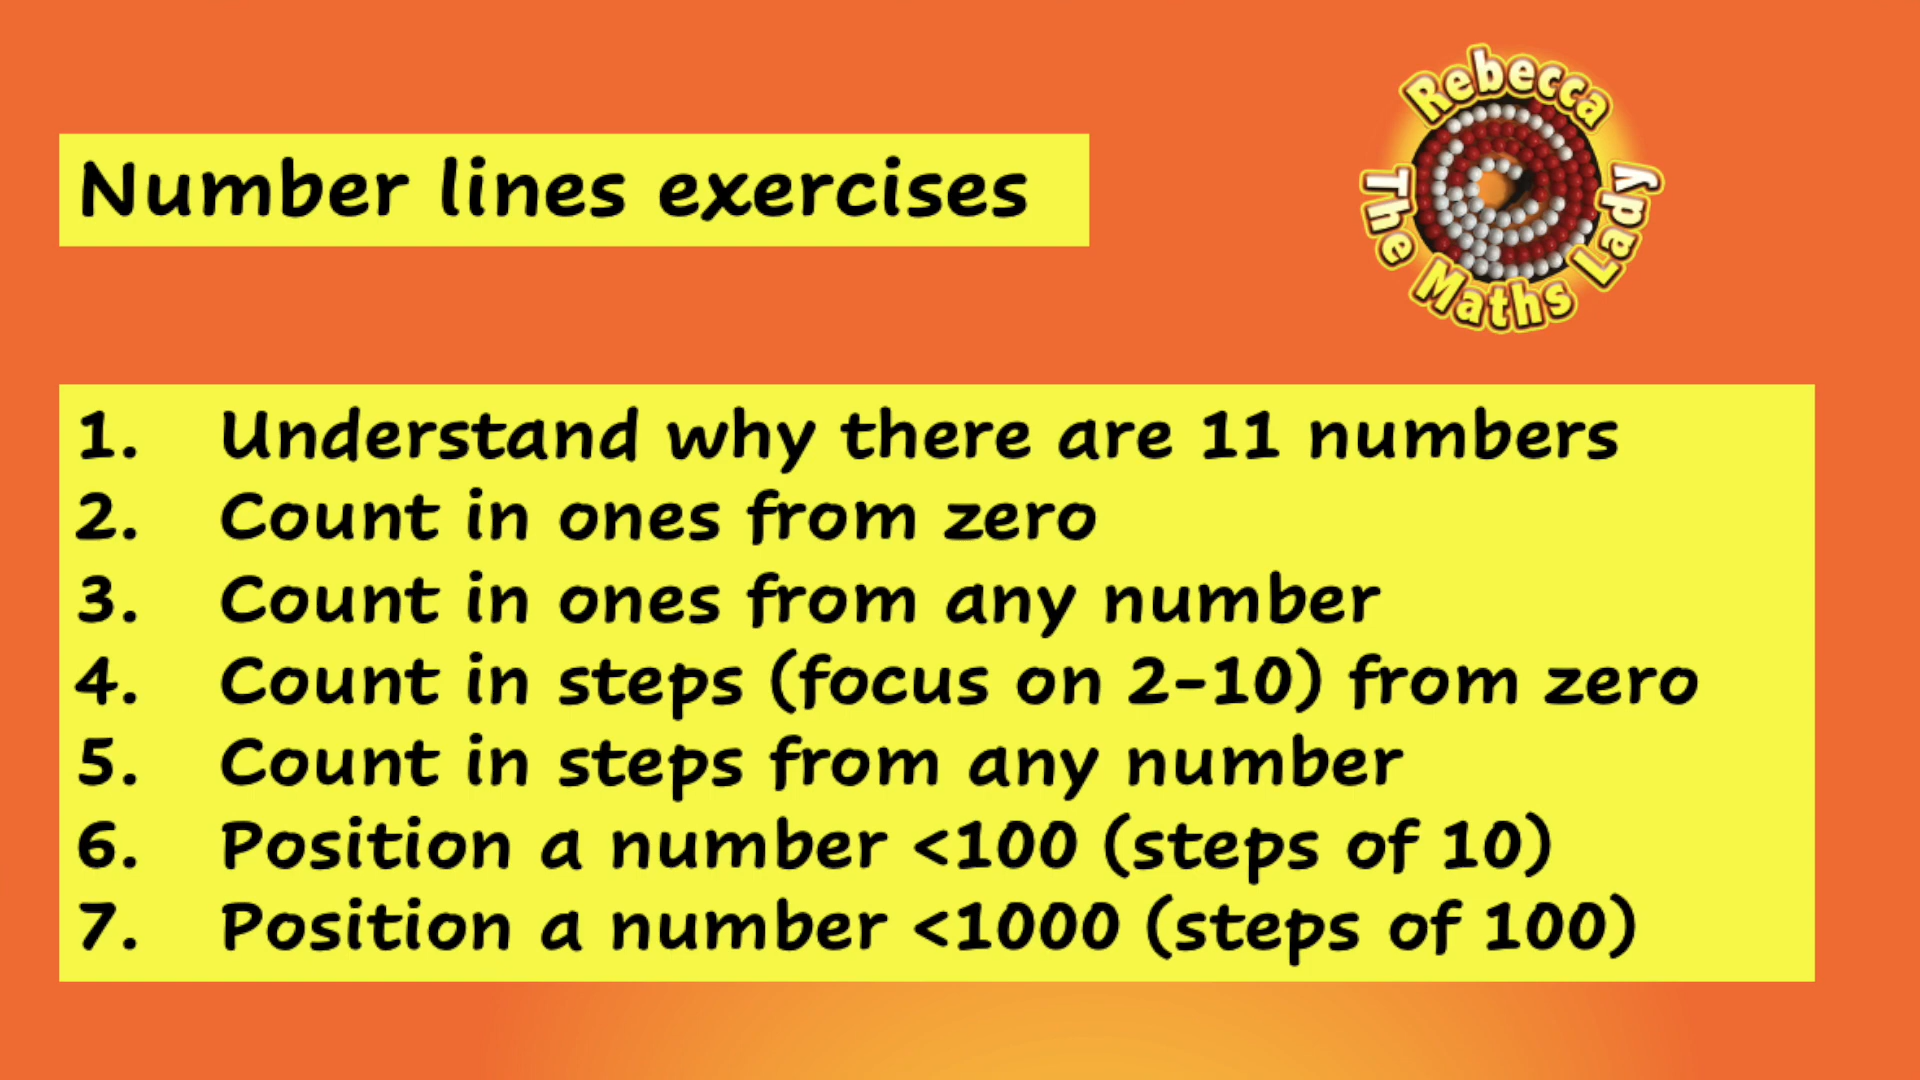 Rebecca
The Maths Lady
Number lines exercises
1. Understand why there are 11 numbers
2. Count in ones from zero
3. Count in ones from any number
4. Count in steps (focus on 2-10) from zero
5. Count in steps from any number
6. Position a number <100 (steps of 10)
7. Position a number <1000 (steps of 100)